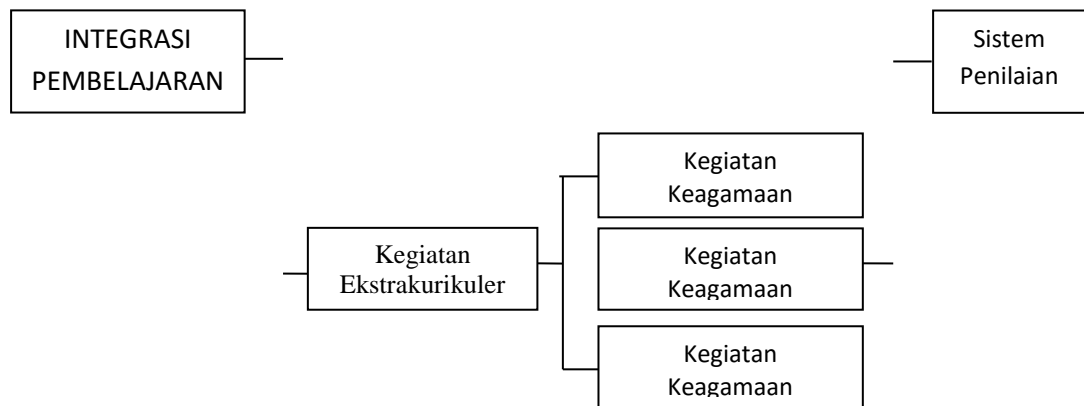 INTEGRASI
PEMBELAJARAN
Sistem
Penilaian
Kegiatan
Keagamaan
Kegiatan
Ekstrakurikuler
Kegiatan
Keagamaan
Kegiatan
Keagamaan